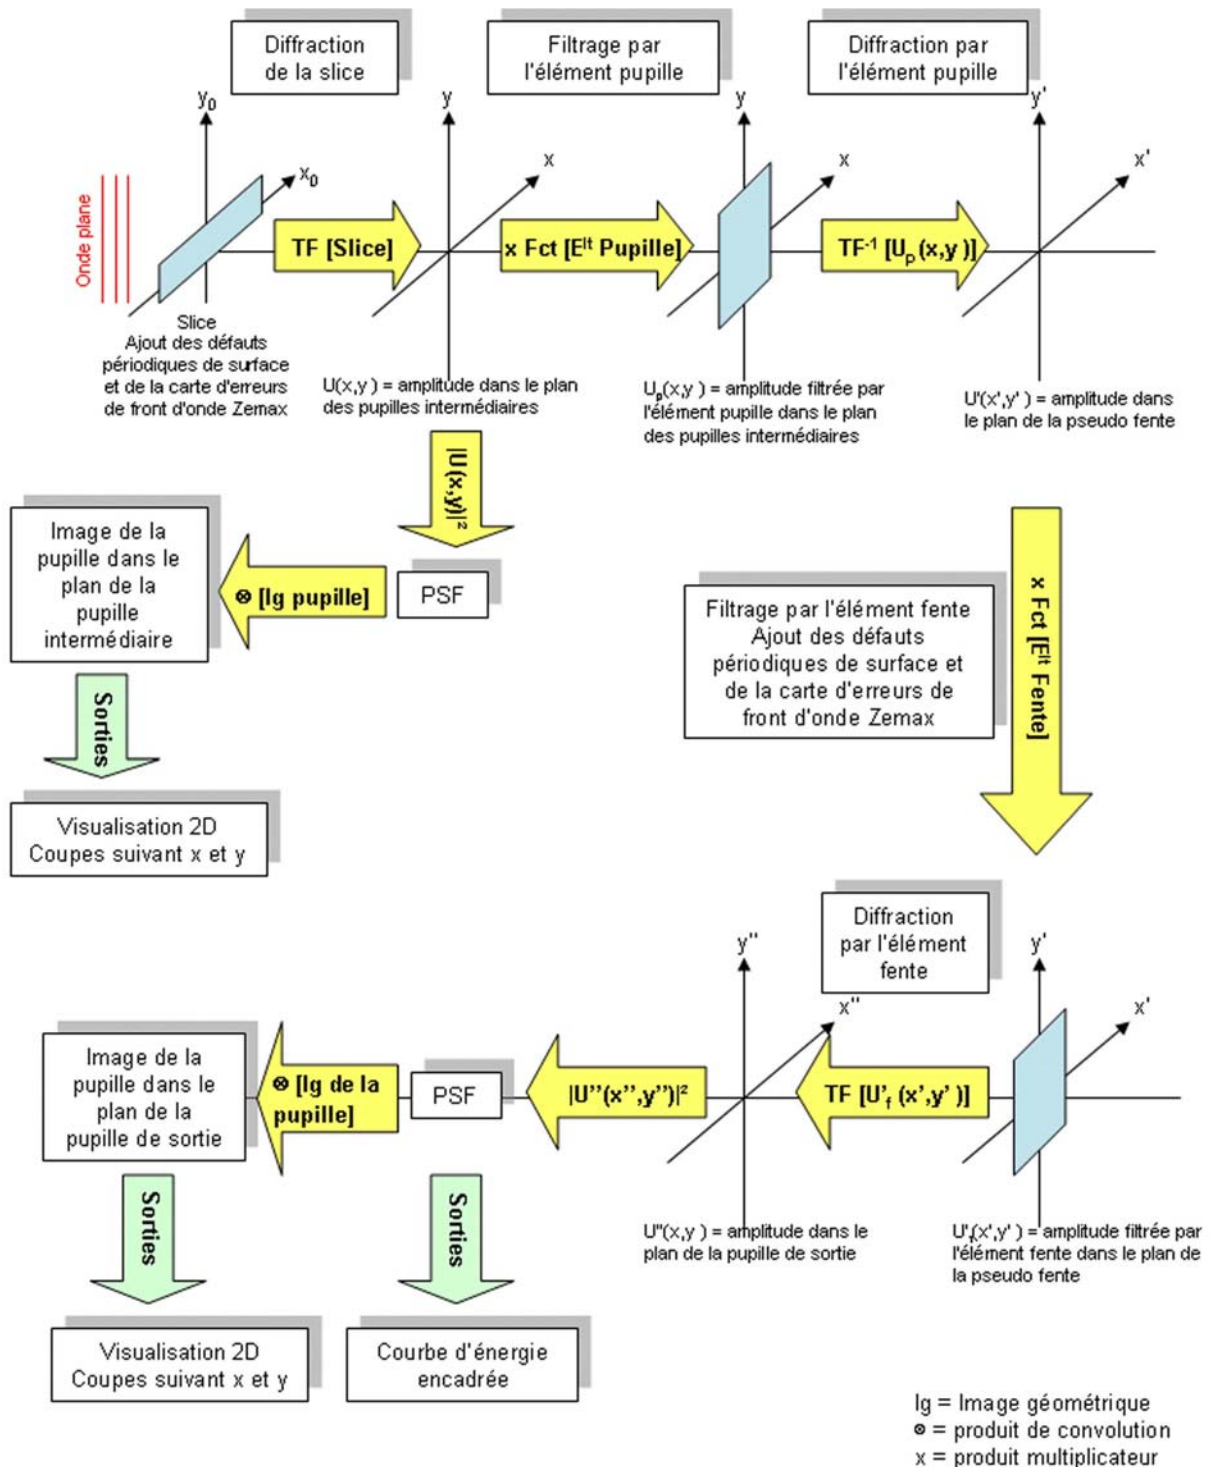 Diffraction
de la slice
Filtrage par
l'élément pupille
Diffraction par
l'élément pupille
y0
x0
y
x
y
x
y'
x'
Onde plane
TF [Slice]
x Fct [Elt Pupille]
TF-1 [Up (x,y )]
Slice
Ajout des défauts
périodiques de surface
et de la carte d'erreurs
de front d'onde Zemax
U(x,y ) = amplitude dans le plan
des pupilles intermédiaires
Up(x,y ) = amplitude filtrée par
l'élément pupille dans le plan
des pupilles intermédiaires
U'(x',y' ) = amplitude dans
le plan de la pseudo fente
|U(x,y)|²
Image de la
pupille dans le
plan de la
pupille
intermédiaire
⊗ [Ig pupille]
PSF
Sorties
Visualisation 2D
Coupes suivant x et y
Filtrage par l'élément fente
Ajout des défauts
périodiques de surface et
de la carte d'erreurs de
front d'onde Zemax
x Fct [Elt Fente]
Diffraction
par l'élément
fente
y''
x''
y'
x'
Image de la
pupille dans le
plan de la
pupille de sortie
⊗ [Ig de la
pupille]
PSF
|U''(x'',y'')|²
TF [U'f (x',y' )]
U''(x,y ) = amplitude dans le
plan de la pupille de sortie
U'f(x',y' ) = amplitude filtrée par
l'élément fente dans le plan de
la pseudo fente
Sorties
Sorties
Visualisation 2D
Coupes suivant x et y
Courbe d'énergie
encadrée
Ig = Image géométrique
⊗ = produit de convolution
x = produit multiplicateur